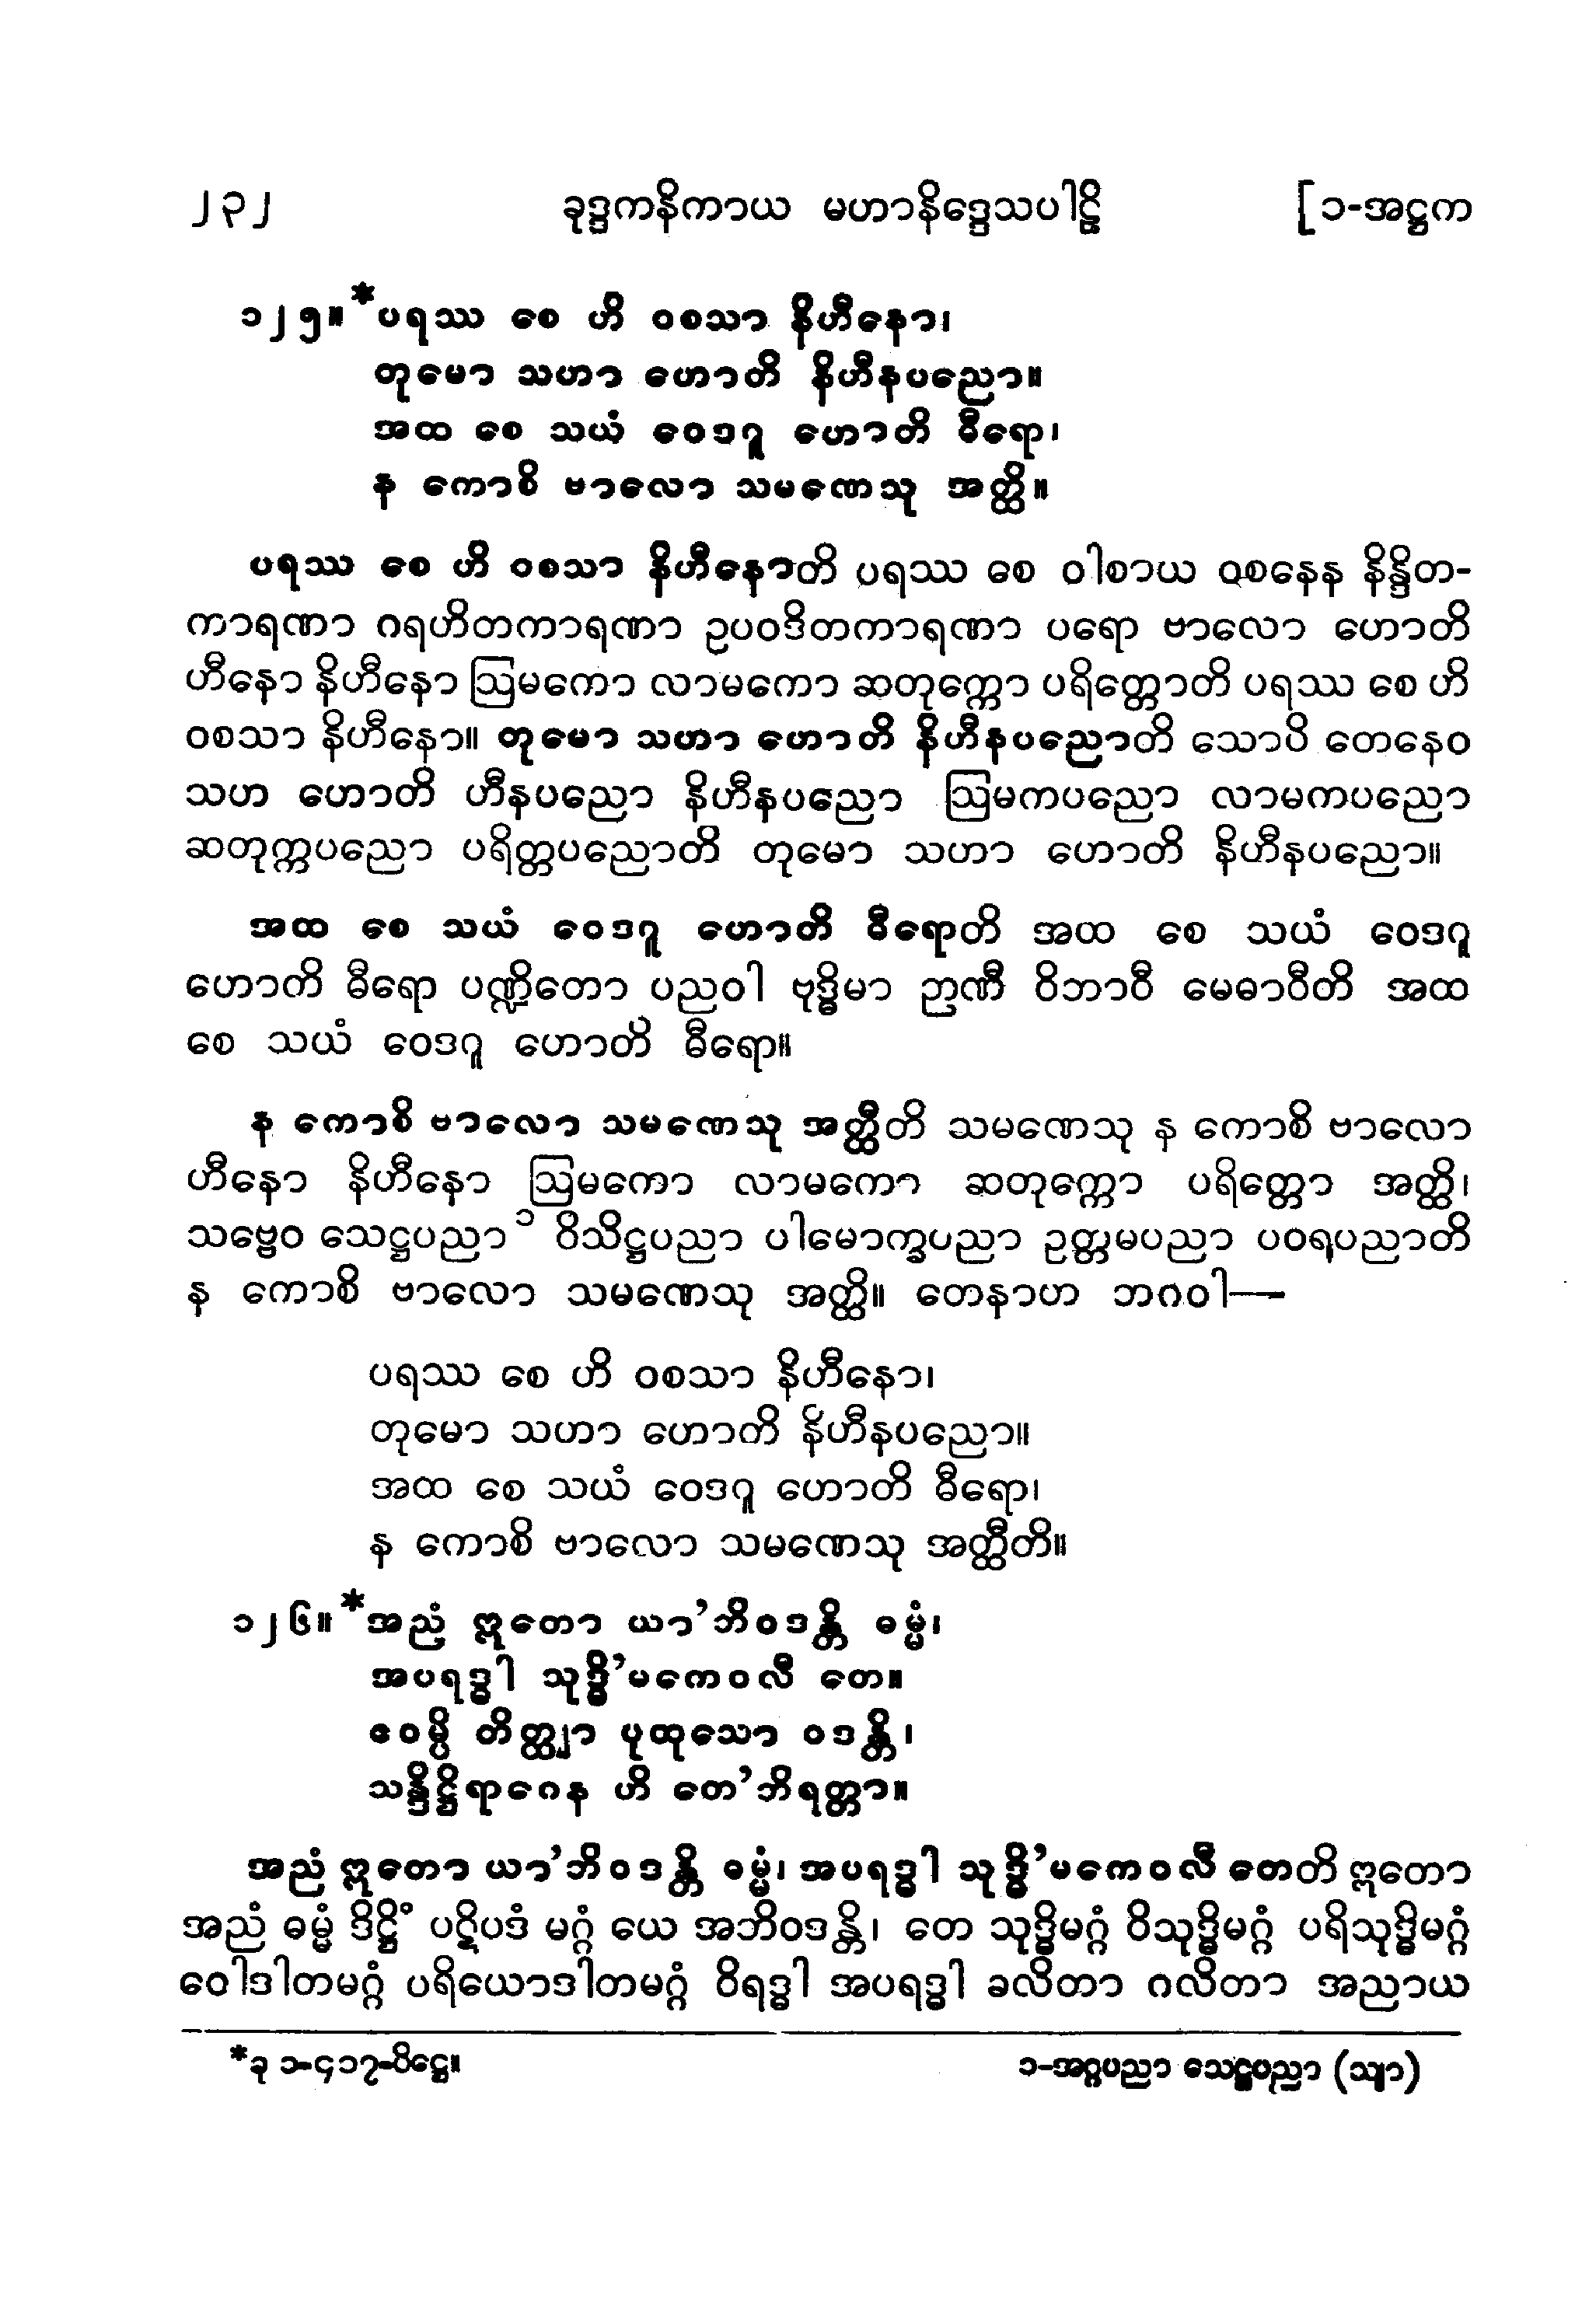 ၂၃၂ ခုဒ္ဒကနိကာယ မဟာနိဒ္ဒေသပါဠိ [၁-အဋ္ဌက
၁၂၅။ *ပရဿ စေ ဟိ ဝစသာ နိဟီနော၊
တုမော သဟာ ဟောတိ နိဟီနပညော။
အထ စေ သယံ ဝေဒဂူ ဟောတိ ဓီရော၊
န ကောစိ ဗာလော သမဏေသု အတ္ထိ။
ပရဿ စေ ဟိ ဝစသာ နိဟီနောတိ ပရဿ စေ ဝါစာယ ဝစနေန နိန္ဒိတ-
ကာရဏာ ဂရဟိတကာရဏာ ဥပဝဒိတကာရဏာ ပရော ဗာလော ဟောတိ
ဟီနော နိဟီနော ဩမကော လာမကော ဆတုက္ကော ပရိတ္တောတိ ပရဿ စေ ဟိ
ဝစသာ နိဟီနော။ တုမော သဟာ ဟောတိ နိဟီနပညောတိ သောပိ တေနေဝ
သဟ ဟောတိ ဟီနပညော နိဟီနပညော ဩမကပညော လာမကပညော
ဆတုက္ကပညော ပရိတ္တပညောတိ တုမော သဟာ ဟောတိ နိဟီနပညော။
အထ စေ သယံ ဝေဒဂူ ဟောတိ ဓီရောတိ အထ စေ သယံ ဝေဒဂူ
ဟောတိ ဓီရော ပဏ္ဍိတော ပညဝါ ဗုဒ္ဓိမာ ဉာဏီ ဝိဘာဝီ မေဓာဝီတိ အထ
စေ သယံ ဝေဒဂူ ဟောတိ ဓီရော။
န ကောစိ ဗာလော သမဏေသု အတ္ထီတိ သမဏေသု န ကောစိ ဗာလော
ဟီနော နိဟီနော ဩမကော လာမကော ဆတုက္ကော ပရိတ္တော အတ္ထိ၊
သဗ္ဗေဝ သေဋ္ဌပညာ ၁ ဝိသိဋ္ဌပညာ ပါမောက္ခပညာ ဥတ္တမပညာ ပဝရပညာတိ
န ကောစိ ဗာလော သမဏေသု အတ္ထိ။ တေနာဟ ဘဂဝါ—
ပရဿ စေ ဟိ ဝစသာ နိဟီနော၊
တုမော သဟာ ဟောတိ နိဟီနပညော။
အထ စေ သယံ ဝေဒဂူ ဟောတိ ဓီရော၊
န ကောစိ ဗာလော သမဏေသု အတ္ထီတိ။
၁၂၆။ *အညံ ဣတော ယာ’ဘိဝဒန္တိ ဓမ္မံ၊
အပရဒ္ဓါ သုဒ္ဓိ’မကေဝလီ တေ။
ဧဝမ္ပိ တိတ္ထျာ ပုထုသော ဝဒန္တိ၊
သန္ဒိဋ္ဌိရာဂေန ဟိ တေ’ဘိရတ္တာ။
အညံ ဣတော ယာ’ဘိဝဒန္တိ ဓမ္မံ၊ အပရဒ္ဓါ သုဒ္ဓိ’မကေဝလီ တေတိ ဣတော
အညံ ဓမ္မံ ဒိဋ္ဌိံ ပဋိပဒံ မဂ္ဂံ ယေ အဘိဝဒန္တိ၊ တေ သုဒ္ဓိမဂ္ဂံ ဝိသုဒ္ဓိမဂ္ဂံ ပရိသုဒ္ဓိမဂ္ဂံ
ဝေါဒါတမဂ္ဂံ ပရိယောဒါတမဂ္ဂံ ဝိရဒ္ဓါ အပရဒ္ဓါ ခလိတာ ဂလိတာ အညာယ
*ခု ၁-၄၁၇-ပိဋ္ဌေ။ ၁-အဂ္ဂပညာ သေဋ္ဌပညာ (သျာ)